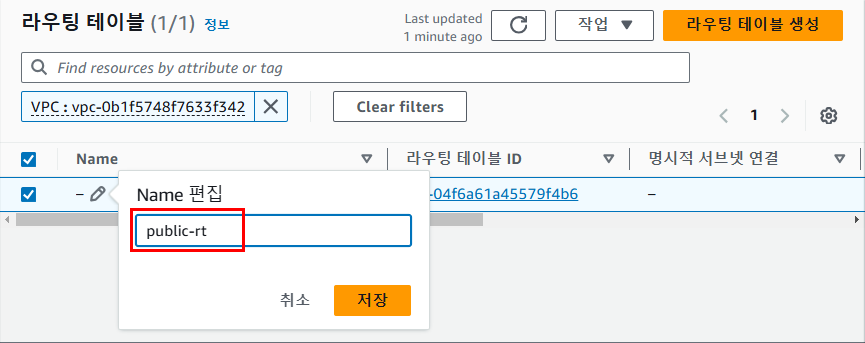 라우팅 테이블 (1/1) 정보
Last updated
1 minute ago
작업
라우팅 테이블 생성
Find resources by attribute or tag
VPC : vpc-0b1f5748f7633f342
Clear filters
1
Name
라우팅 테이블 ID
명시적 서브넷 연결
–
-04f6a61a45579f4b6
–
Name 편집
public-rt
취소
저장